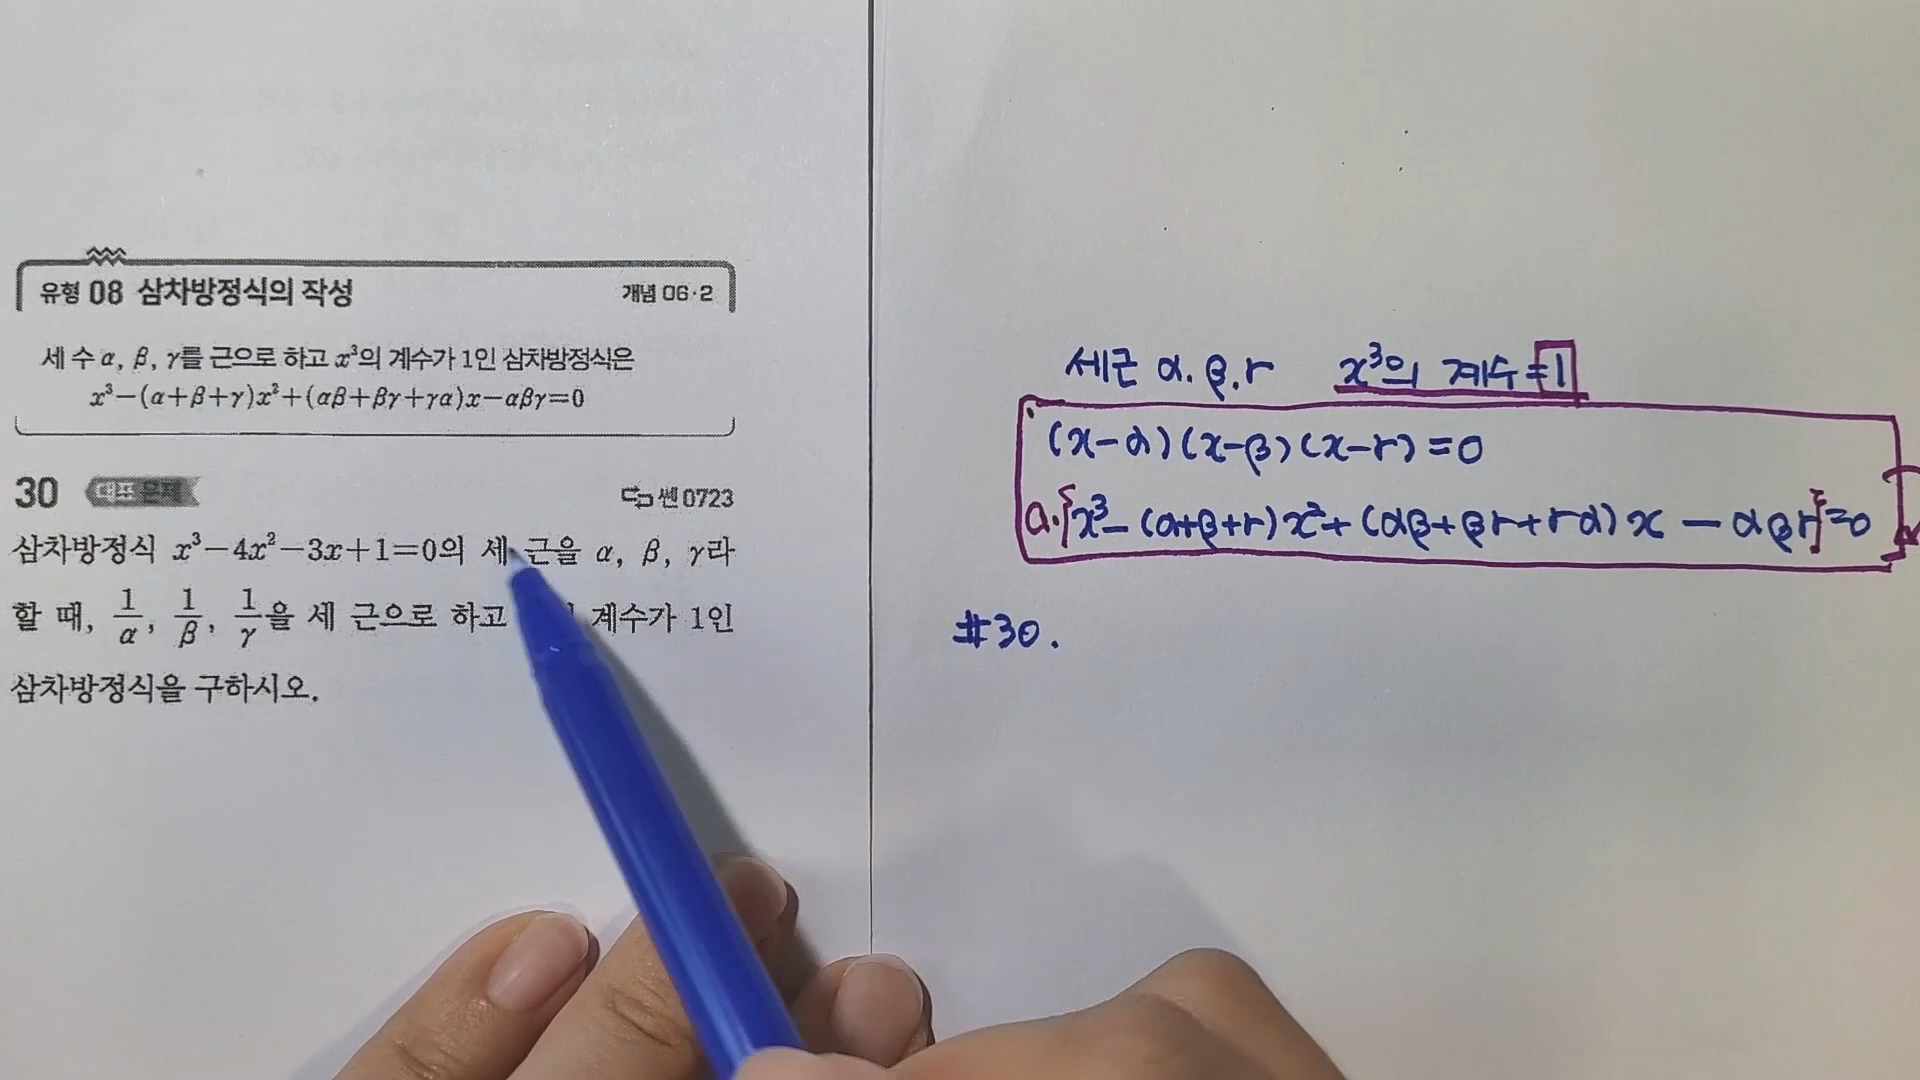 유형 08 삼차방정식의 작성 개념 06·2
세 수 α, β, γ를 근으로 하고 x³의 계수가 1인 삼차방정식은
x³-(α+β+γ)x²+(αβ+βγ+γα)x-αβγ=0
30 대표 문제 쎈 0723
삼차방정식 x³-4x²-3x+1=0의 세 근을 α, β, γ라
할 때, 1/α, 1/β, 1/γ을 세 근으로 하고 계수가 1인
삼차방정식을 구하시오.
세근 α. β. r x³의 계수=1
(x-α)(x-β)(x-r)=0
a.{x³-(α+β+r)x²+(αβ+βr+rα)x-αβr}=0
#30.